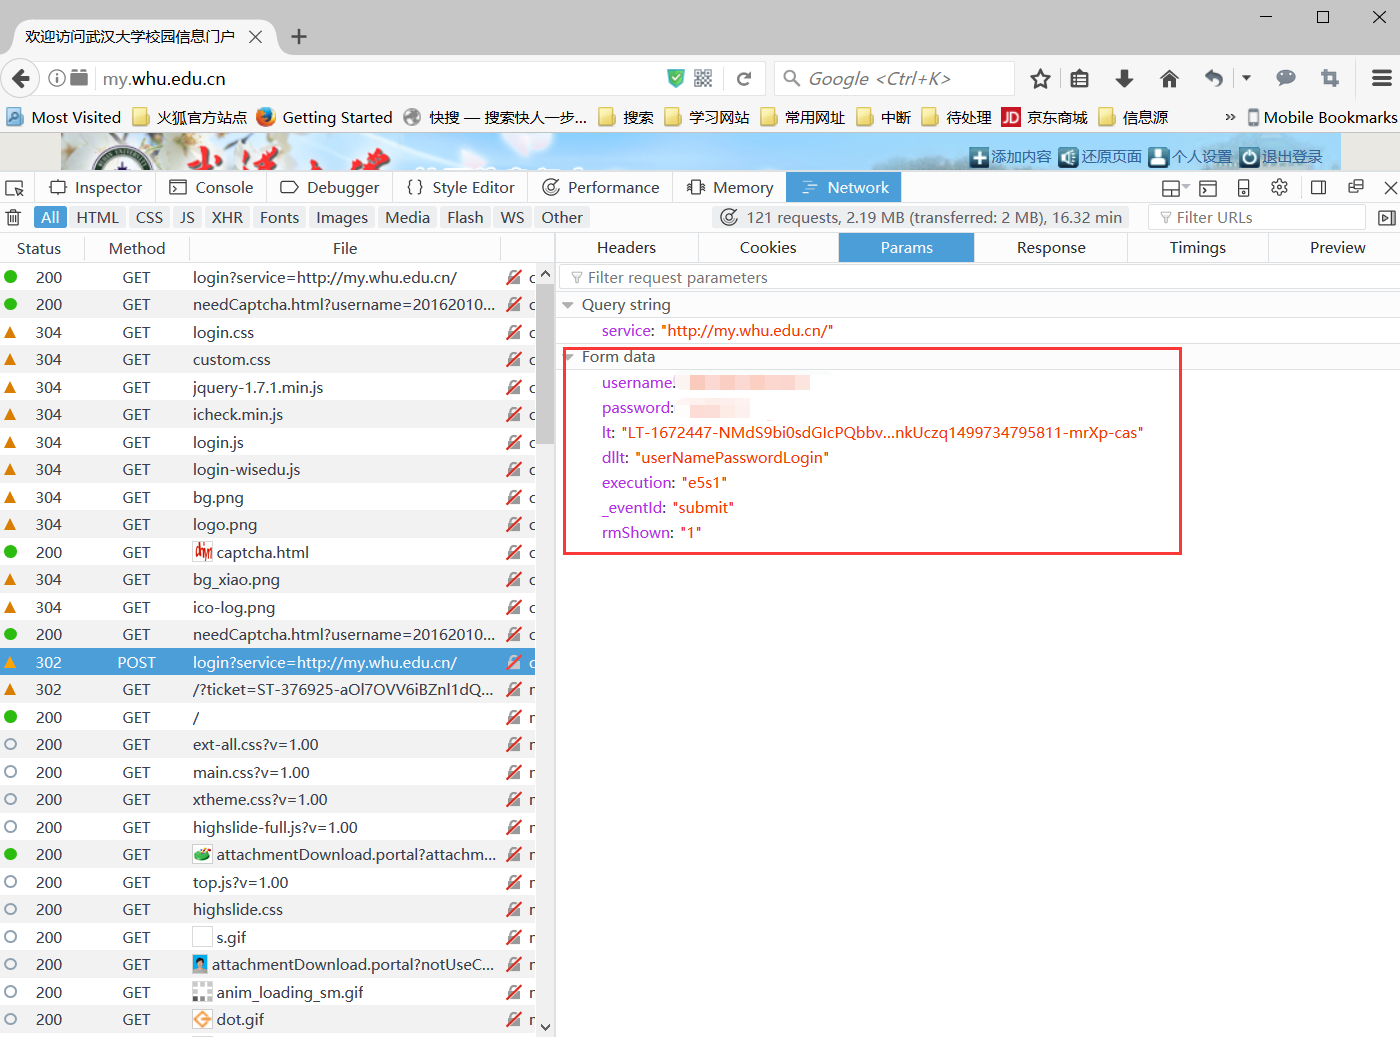 欢迎访问武汉大学校园信息门户
my.whu.edu.cn
Google <Ctrl+K>
Most Visited 火狐官方站点 Getting Started 快搜 — 搜索快人一步... 搜索 学习网站 常用网址 中断 待处理 JD 京东商城 信息源 » Mobile Bookmarks
添加内容 还原页面 个人设置 退出登录
Inspector Console Debugger {} Style Editor Performance Memory Network
All HTML CSS JS XHR Fonts Images Media Flash WS Other 121 requests, 2.19 MB (transferred: 2 MB), 16.32 min Filter URLs
Status Method File
Headers Cookies Params Response Timings Preview
Filter request parameters
Query string
service: "http://my.whu.edu.cn/"
Form data
username:
password:
lt: "LT-1672447-NMdS9bi0sdGIcPQbbv...nkUczq1499734795811-mrXp-cas"
dllt: "userNamePasswordLogin"
execution: "e5s1"
_eventId: "submit"
rmShown: "1"
200 GET login?service=http://my.whu.edu.cn/
200 GET needCaptcha.html?username=20162010...
304 GET login.css
304 GET custom.css
304 GET jquery-1.7.1.min.js
304 GET icheck.min.js
304 GET login.js
304 GET login-wisedu.js
304 GET bg.png
304 GET logo.png
200 GET captcha.html
304 GET bg_xiao.png
304 GET ico-log.png
200 GET needCaptcha.html?username=20162010...
302 POST login?service=http://my.whu.edu.cn/
302 GET /?ticket=ST-376925-aOl7OVV6iBZnl1dQ...
200 GET /
200 GET ext-all.css?v=1.00
200 GET main.css?v=1.00
200 GET xtheme.css?v=1.00
200 GET highslide-full.js?v=1.00
200 GET attachmentDownload.portal?attachm...
200 GET top.js?v=1.00
200 GET highslide.css
200 GET s.gif
200 GET attachmentDownload.portal?notUseC...
200 GET anim_loading_sm.gif
200 GET dot.gif